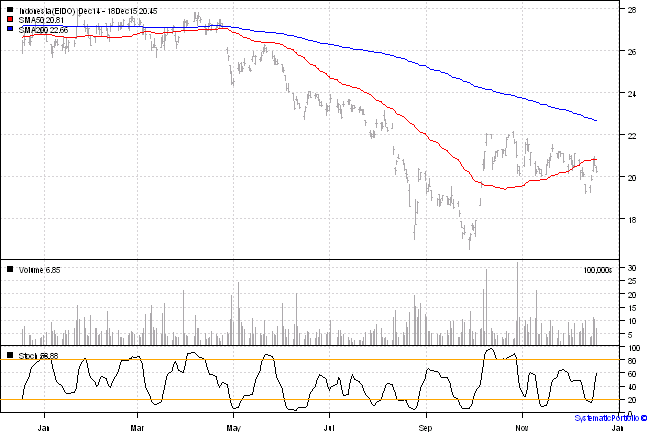 Indonesia(EIDO) |Dec14 - 18Dec15 20.45
SMA50 20.81
SMA200 22.66
28
26
24
22
20
18
Volume 6.85
100,000s
30
25
20
15
10
5
Stoch
100
80
60
40
20
0
Jan Mar May Jul Sep Nov Jan
SystematicPortfolio ©